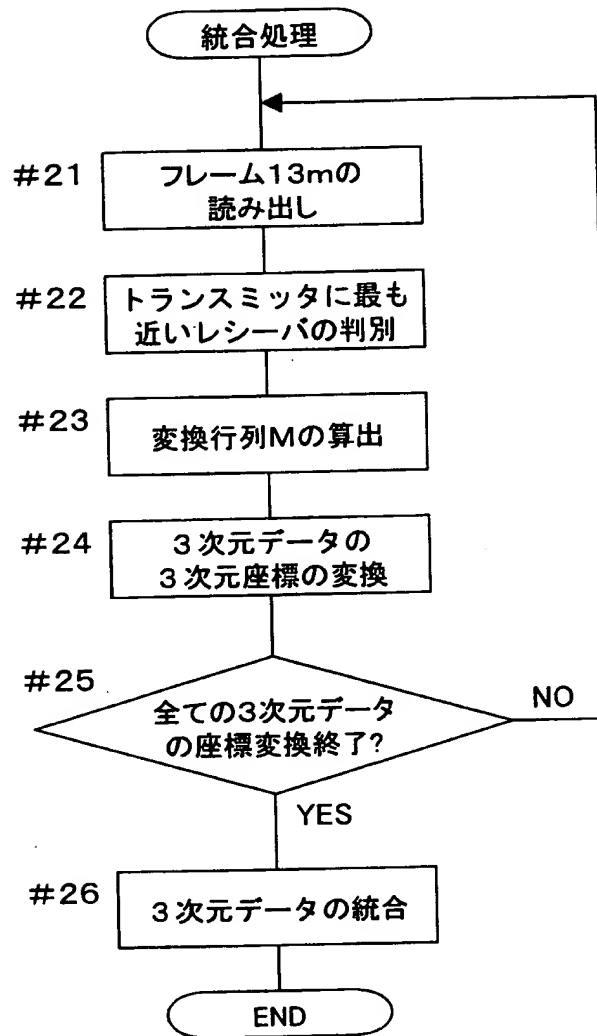 統合処理
#21
フレーム13mの
読み出し
#22
トランスミッタに最も
近いレシーバの判別
#23
変換行列Mの算出
#24
3次元データの
3次元座標の変換
#25
全ての3次元データ
の座標変換終了?
NO
YES
#26
3次元データの統合
END